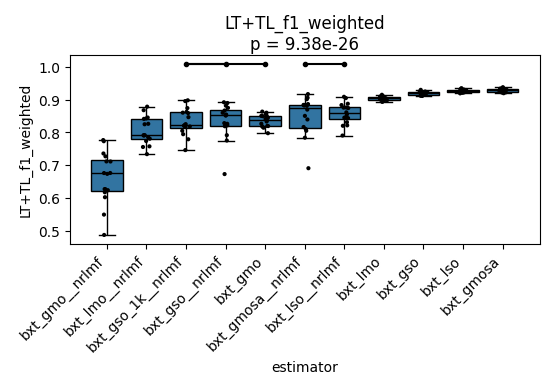 LT+TL_f1_weighted
p = 9.38e-26
LT+TL_f1_weighted
1.0
0.9
0.8
0.7
0.6
0.5
bxt_gmo__nrlmf
bxt_lmo__nrlmf
bxt_gso_1k__nrlmf
bxt_gso__nrlmf
bxt_gmo
bxt_gmosa__nrlmf
bxt_lso__nrlmf
bxt_lmo
bxt_gso
bxt_lso
bxt_gmosa
estimator